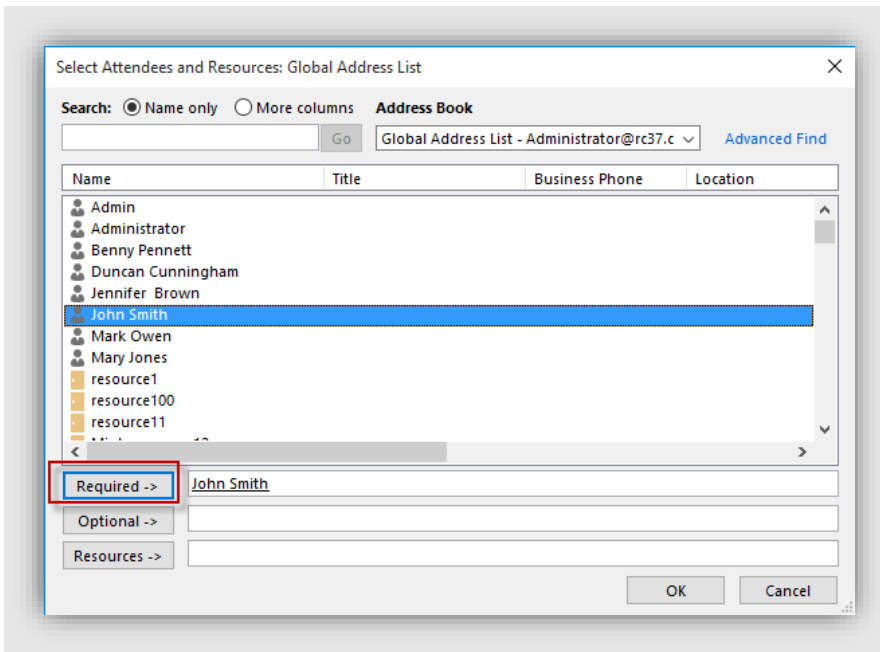 Select Attendees and Resources: Global Address List
Search: Name only More columns Address Book
Go Global Address List - Administrator@rc37.c Advanced Find
Name Title Business Phone Location
Admin
Administrator
Benny Pennett
Duncan Cunningham
Jennifer Brown
John Smith
Mark Owen
Mary Jones
resource1
resource100
resource11
Required -> John Smith
Optional ->
Resources ->
OK Cancel